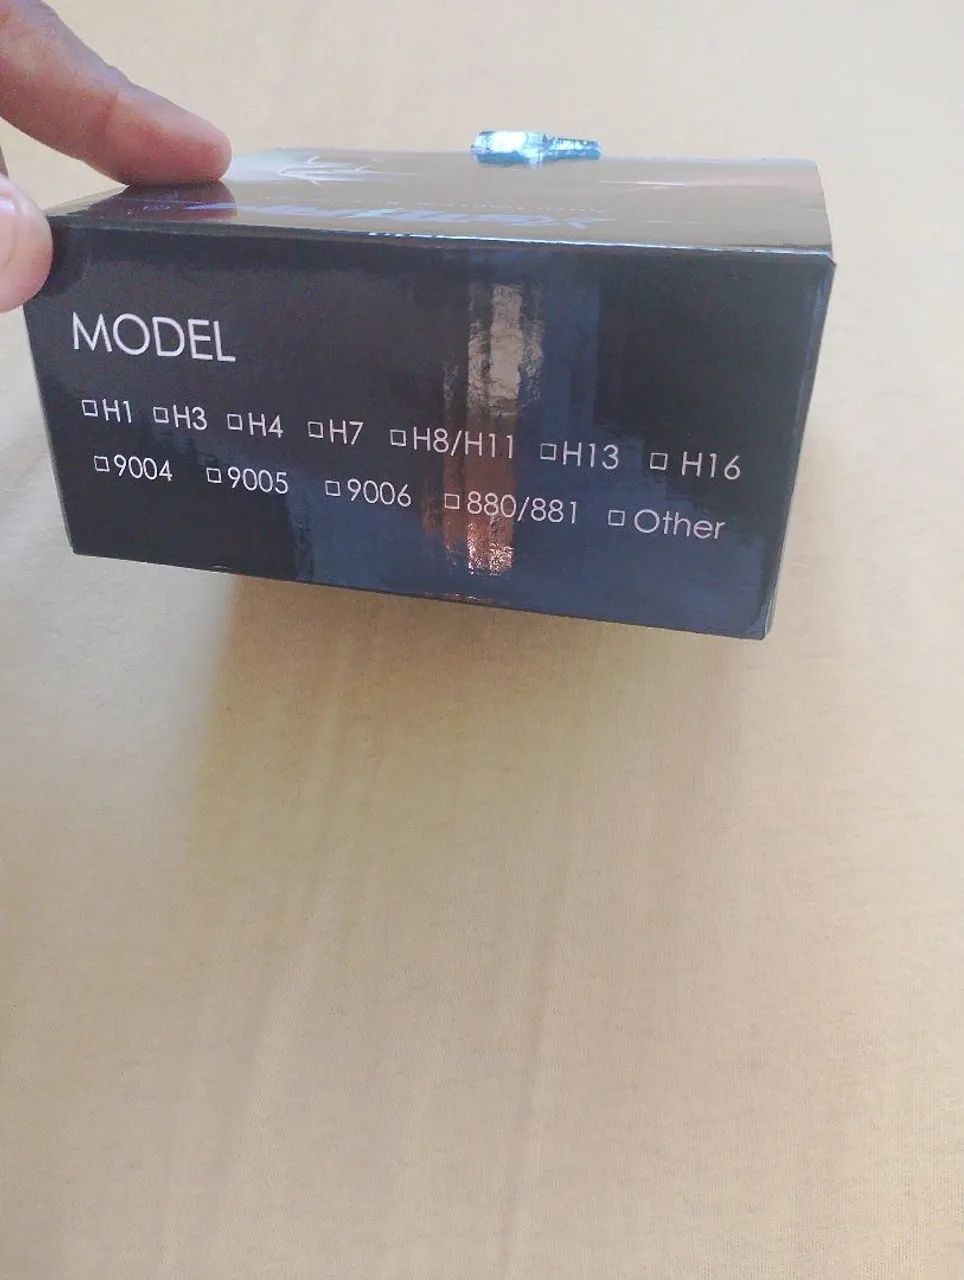 MODEL
□H1 □H3 □H4 □H7 □H8/H11 □H13 □ H16
□9004 □9005 □9006 □880/881 □Other